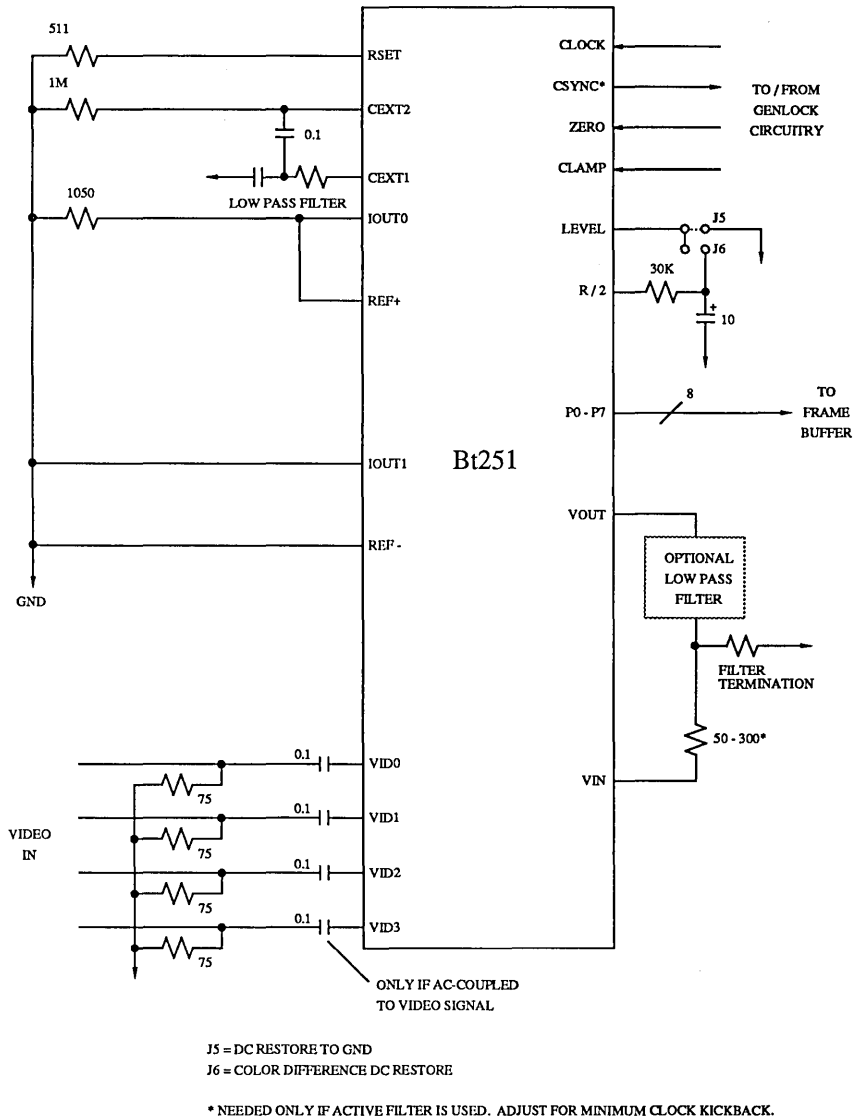 511
RSET
1M
CEXT2
0.1
CEXT1
LOW PASS FILTER
1050
IOUT0
REF+
IOUT1
REF -
GND
Bt251
CLOCK
CSYNC*
ZERO
CLAMP
TO / FROM
GENLOCK
CIRCUITRY
LEVEL
J5
J6
30K
R / 2
+
10
P0 - P7
8
TO
FRAME
BUFFER
VOUT
OPTIONAL
LOW PASS
FILTER
FILTER
TERMINATION
50 - 300*
VIN
VIDEO
IN
0.1
VID0
75
0.1
VID1
75
0.1
VID2
75
0.1
VID3
75
ONLY IF AC-COUPLED
TO VIDEO SIGNAL
J5 = DC RESTORE TO GND
J6 = COLOR DIFFERENCE DC RESTORE
* NEEDED ONLY IF ACTIVE FILTER IS USED. ADJUST FOR MINIMUM CLOCK KICKBACK.